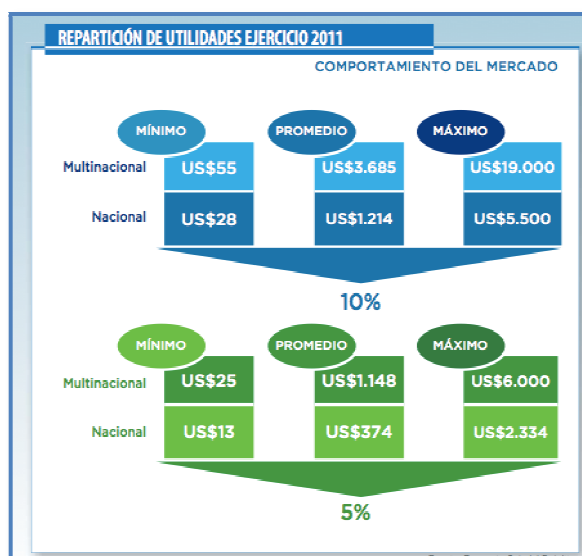 REPARTICIÓN DE UTILIDADES EJERCICIO 2011
COMPORTAMIENTO DEL MERCADO
MÍNIMO PROMEDIO MÁXIMO
Multinacional US$55 US$3.685 US$19.000
Nacional US$28 US$1.214 US$5.500
10%
MÍNIMO PROMEDIO MÁXIMO
Multinacional US$25 US$1.148 US$6.000
Nacional US$13 US$374 US$2.334
5%